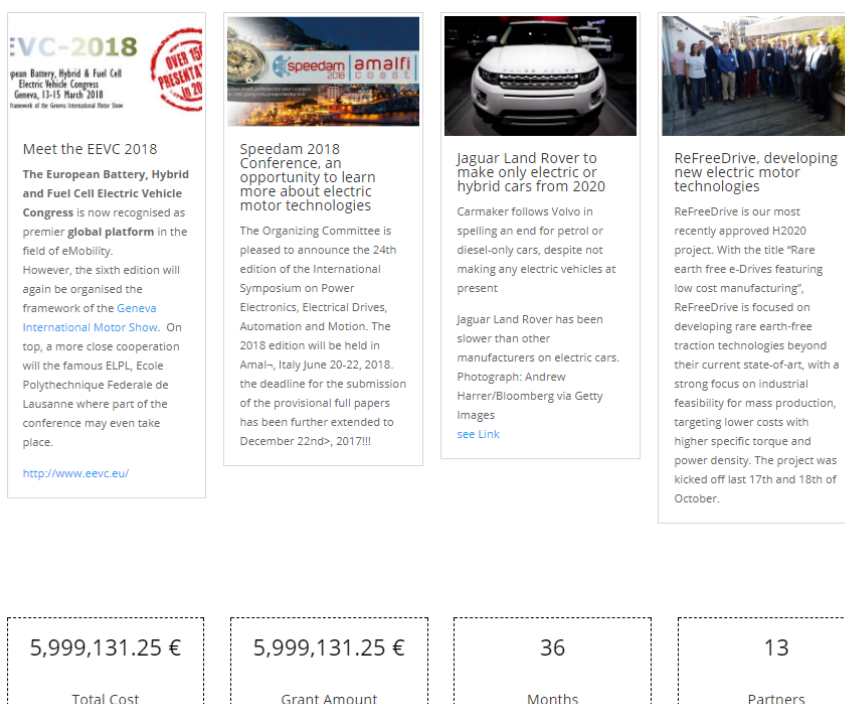 EVC-2018
pean Battery, Hybrid & Fuel Cell
Electric Vehicle Congress
Geneva, 13-15 March 2018
framework of the Geneva International Motor Show
OVER 15
PRESENTA
in 20
Meet the EEVC 2018
The European Battery, Hybrid
and Fuel Cell Electric Vehicle
Congress is now recognised as
premier global platform in the
field of eMobility.
However, the sixth edition will
again be organised the
framework of the Geneva
International Motor Show. On
top, a more close cooperation
will the famous ELPL, Ecole
Polythechnique Federale de
Lausanne where part of the
conference may even take
place.
http://www.eevc.eu/
speedam
2018
amalfi
coast
Speedam 2018
Conference, an
opportunity to learn
more about electric
motor technologies
The Organizing Committee is
pleased to announce the 24th
edition of the International
Symposium on Power
Electronics, Electrical Drives,
Automation and Motion. The
2018 edition will be held in
Amal¬, Italy June 20-22, 2018.
the deadline for the submission
of the provisional full papers
has been further extended to
December 22nd>, 2017!!!
Jaguar Land Rover to
make only electric or
hybrid cars from 2020
Carmaker follows Volvo in
spelling an end for petrol or
diesel-only cars, despite not
making any electric vehicles at
present
Jaguar Land Rover has been
slower than other
manufacturers on electric cars.
Photograph: Andrew
Harrer/Bloomberg via Getty
Images
see Link
ReFreeDrive, developing
new electric motor
technologies
ReFreeDrive is our most
recently approved H2020
project. With the title “Rare
earth free e-Drives featuring
low cost manufacturing”,
ReFreeDrive is focused on
developing rare earth-free
traction technologies beyond
their current state-of-art, with a
strong focus on industrial
feasibility for mass production,
targeting lower costs with
higher specific torque and
power density. The project was
kicked off last 17th and 18th of
October.
5,999,131.25 €
Total Cost
5,999,131.25 €
Grant Amount
36
Months
13
Partners